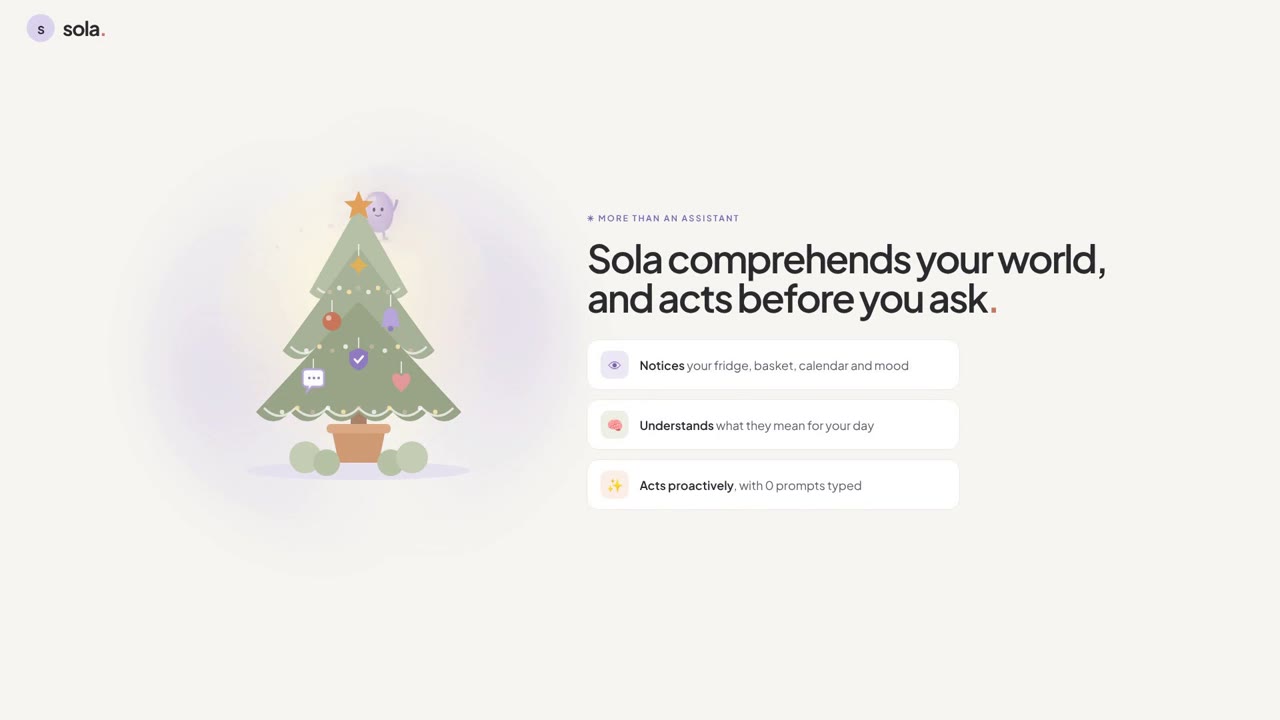 s sola.
✳ MORE THAN AN ASSISTANT
Sola comprehends your world,
and acts before you ask.
Notices your fridge, basket, calendar and mood
Understands what they mean for your day
Acts proactively, with 0 prompts typed